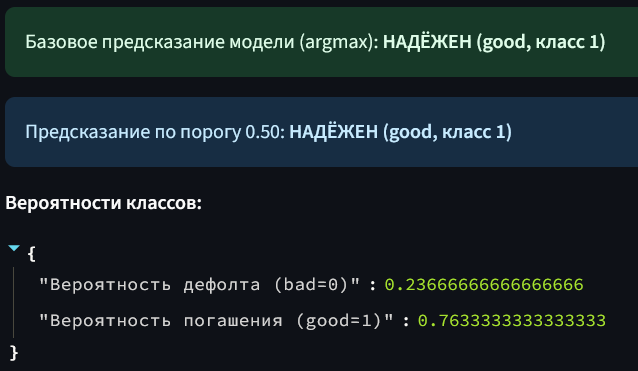 Базовое предсказание модели (argmax): НАДЁЖЕН (good, класс 1)
Предсказание по порогу 0.50: НАДЁЖЕН (good, класс 1)
Вероятности классов:
{
"Вероятность дефолта (bad=0)" : 0.23666666666666666
"Вероятность погашения (good=1)" : 0.7633333333333333
}